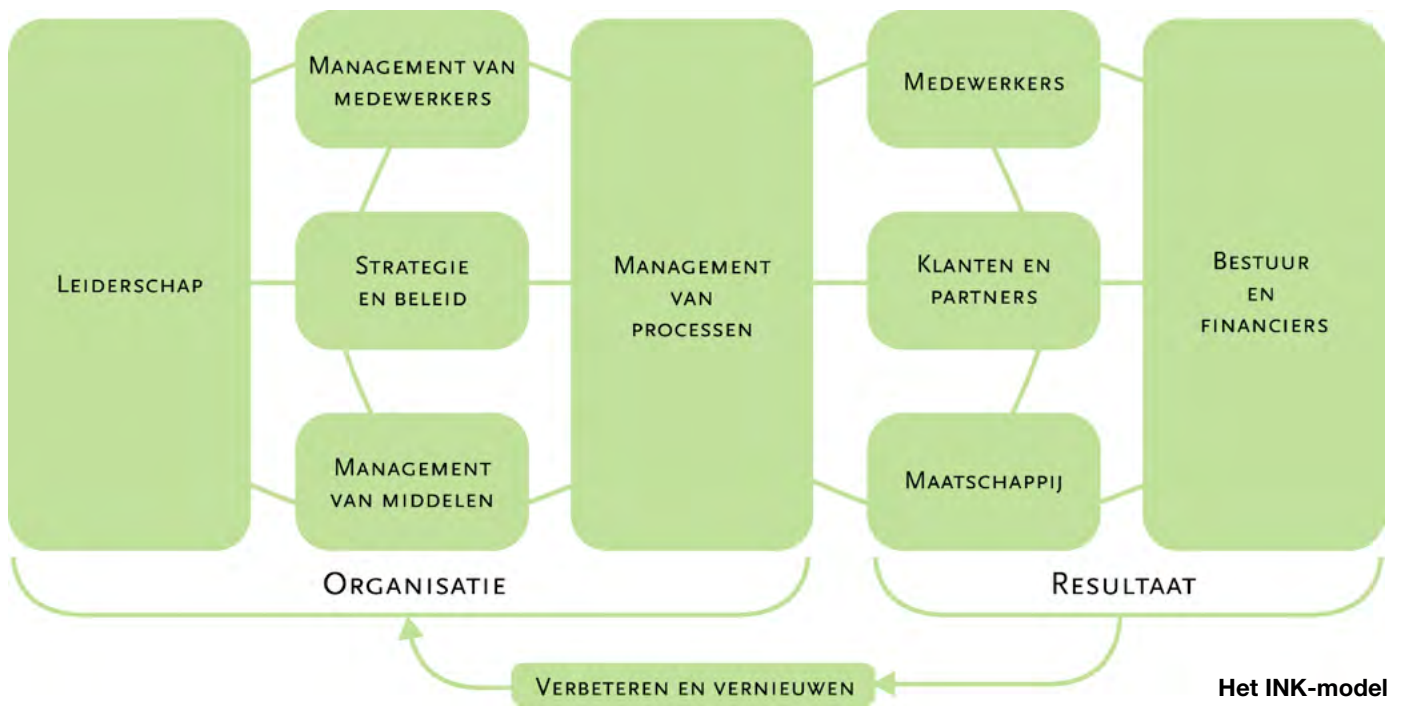 LEIDERSCHAP
MANAGEMENT VAN
MEDEWERKERS
STRATEGIE
EN BELEID
MANAGEMENT
VAN MIDDELEN
MANAGEMENT
VAN
PROCESSEN
MEDEWERKERS
KLANTEN EN
PARTNERS
MAATSCHAPPIJ
BESTUUR
EN
FINANCIERS
ORGANISATIE
RESULTAAT
VERBETEREN EN VERNIEUWEN
Het INK-model